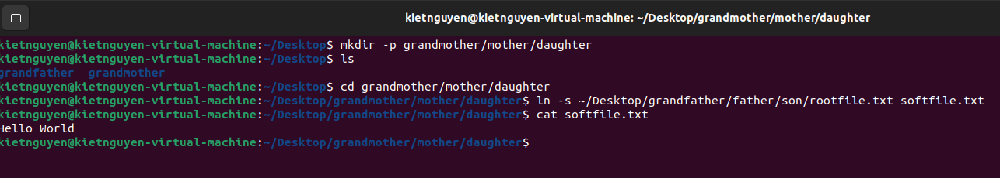 kietnguyen@kietnguyen-virtual-machine: ~/Desktop/grandmother/mother/daughter
kietnguyen@kietnguyen-virtual-machine:~/Desktop$ mkdir -p grandmother/mother/daughter
kietnguyen@kietnguyen-virtual-machine:~/Desktop$ ls
grandfather  grandmother
kietnguyen@kietnguyen-virtual-machine:~/Desktop$ cd grandmother/mother/daughter
kietnguyen@kietnguyen-virtual-machine:~/Desktop/grandmother/mother/daughter$ ln -s ~/Desktop/grandfather/father/son/rootfile.txt softfile.txt
kietnguyen@kietnguyen-virtual-machine:~/Desktop/grandmother/mother/daughter$ cat softfile.txt
Hello World
kietnguyen@kietnguyen-virtual-machine:~/Desktop/grandmother/mother/daughter$